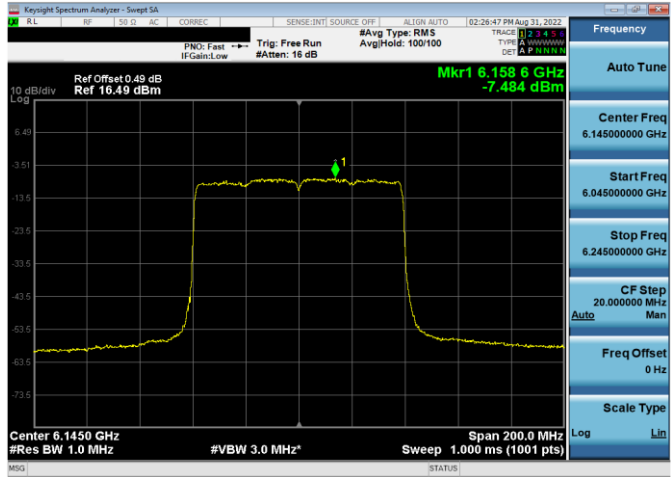 Keysight Spectrum Analyzer - Swept SA
RL RF 50 Ω AC CORREC SENSE:INT SOURCE OFF ALIGN AUTO 02:26:47 PM Aug 31, 2022
Frequency
PNO: Fast Trig: Free Run #Avg Type: RMS TRACE 1 2 3 4 5 6
IFGain:Low #Atten: 16 dB Avg|Hold: 100/100 TYPE A WWWWW
DET A P N N N N
Auto Tune
Ref Offset 0.49 dB Mkr1 6.158 6 GHz
10 dB/div Ref 16.49 dBm -7.484 dBm
Log
6.49
-3.51
-13.5
-23.5
-33.5
-43.5
-53.5
-63.5
-73.5
1
Center Freq
6.145000000 GHz
Start Freq
6.045000000 GHz
Stop Freq
6.245000000 GHz
CF Step
20.000000 MHz
Auto Man
Freq Offset
0 Hz
Scale Type
Log Lin
Center 6.1450 GHz Span 200.0 MHz
#Res BW 1.0 MHz #VBW 3.0 MHz* Sweep 1.000 ms (1001 pts)
MSG STATUS